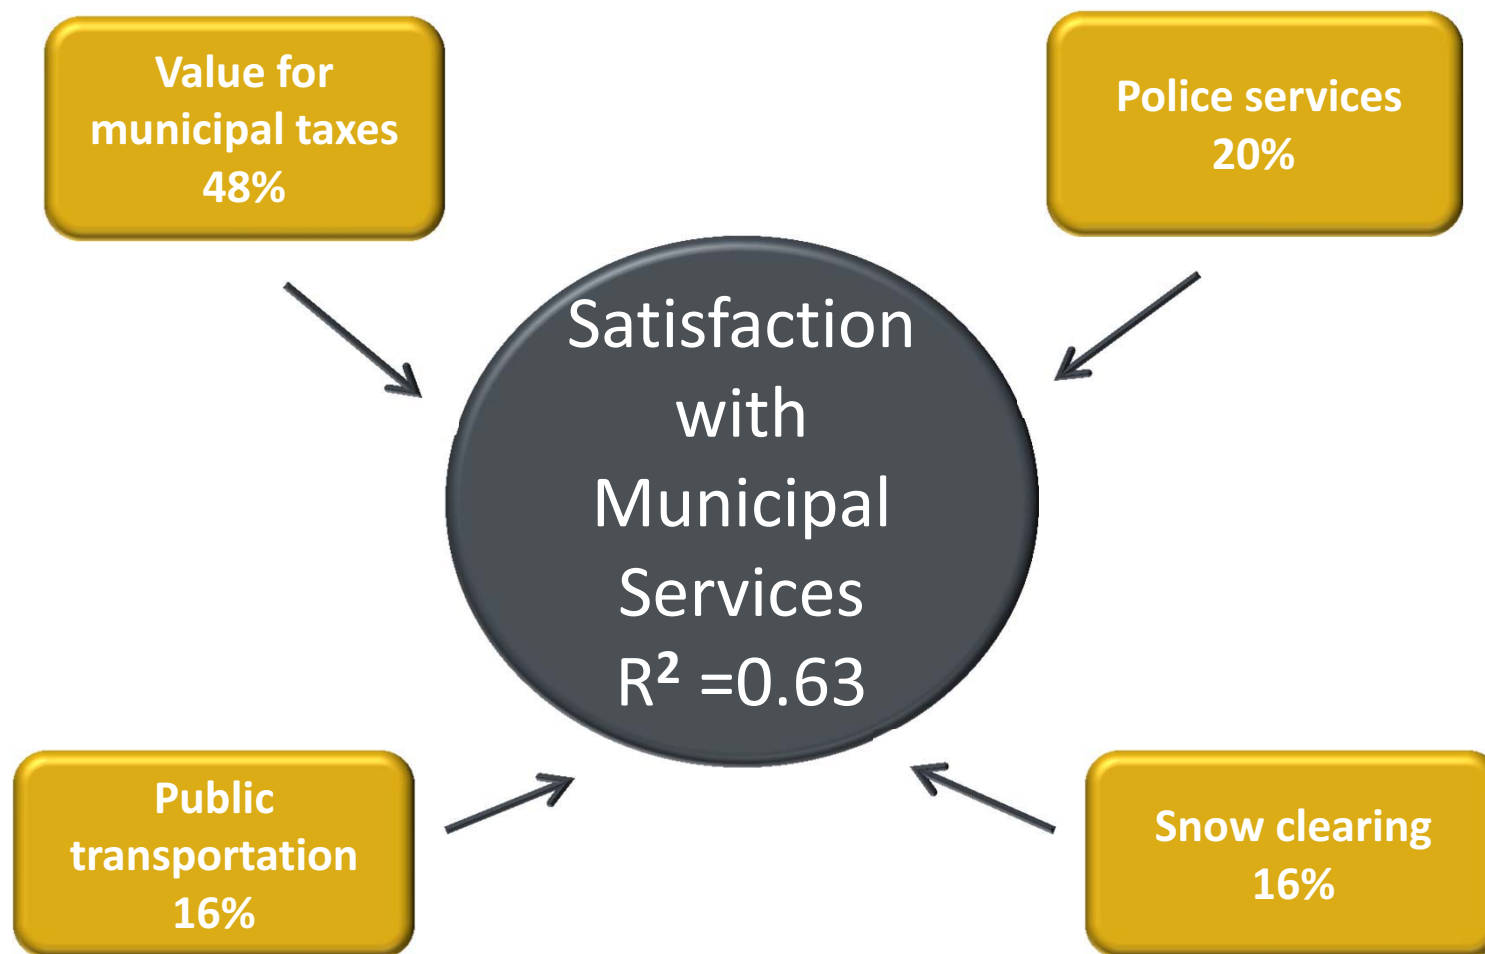 Value for
municipal taxes
48%
Police services
20%
Satisfaction
with
Municipal
Services
R² =0.63
Public
transportation
16%
Snow clearing
16%